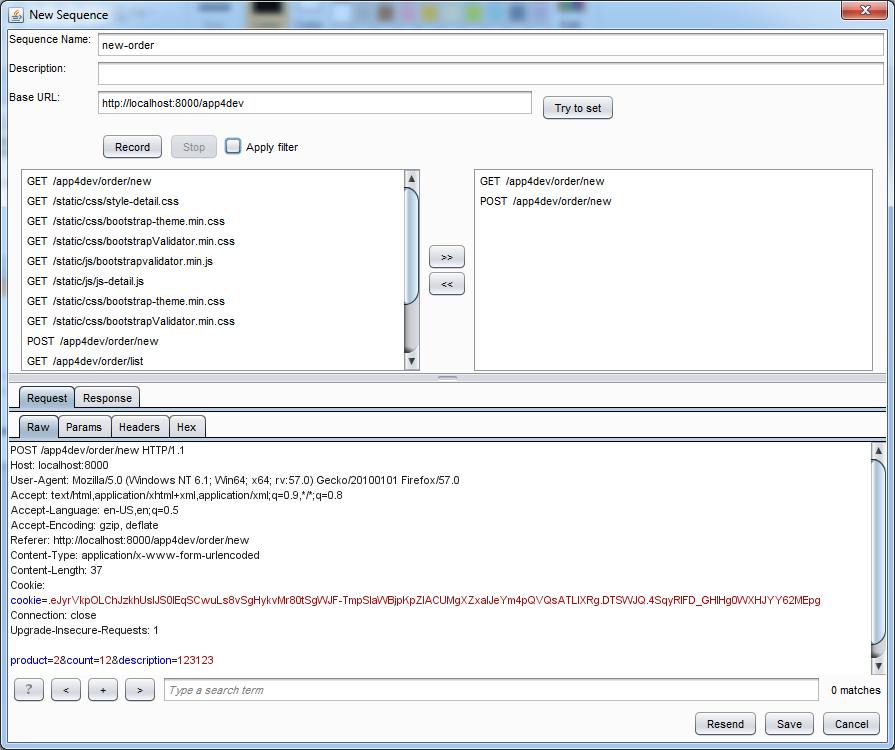 New Sequence
Sequence Name: new-order
Description:
Base URL: http://localhost:8000/app4dev Try to set
Record Stop Apply filter
GET /app4dev/order/new
GET /static/css/style-detail.css
GET /static/css/bootstrap-theme.min.css
GET /static/css/bootstrapValidator.min.css
GET /static/js/bootstrapvalidator.min.js
GET /static/js/js-detail.js
GET /static/css/bootstrap-theme.min.css
GET /static/css/bootstrapValidator.min.css
POST /app4dev/order/new
GET /app4dev/order/list
>>
<<
GET /app4dev/order/new
POST /app4dev/order/new
Request Response
Raw Params Headers Hex
POST /app4dev/order/new HTTP/1.1
Host: localhost:8000
User-Agent: Mozilla/5.0 (Windows NT 6.1; Win64; x64; rv:57.0) Gecko/20100101 Firefox/57.0
Accept: text/html,application/xhtml+xml,application/xml;q=0.9,*/*;q=0.8
Accept-Language: en-US,en;q=0.5
Accept-Encoding: gzip, deflate
Referer: http://localhost:8000/app4dev/order/new
Content-Type: application/x-www-form-urlencoded
Content-Length: 37
Cookie:
Connection: close
Upgrade-Insecure-Requests: 1
product=2&count=12&description=123123
? < + > Type a search term 0 matches
Resend Save Cancel